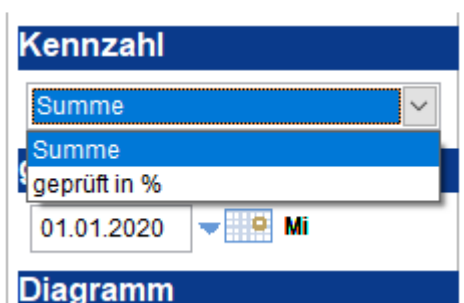 Kennzahl
Summe
Summe
geprüft in %
01.01.2020 Mi
Diagramm